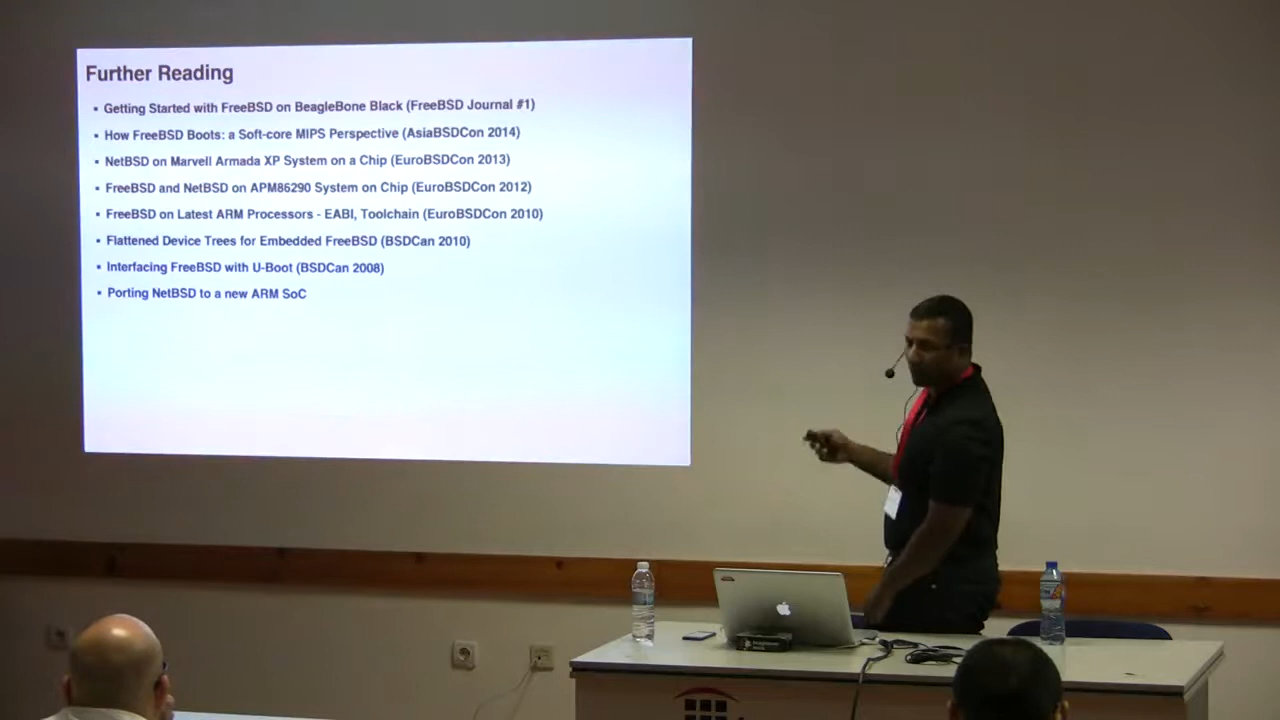 Further Reading
▪ Getting Started with FreeBSD on BeagleBone Black (FreeBSD Journal #1)
▪ How FreeBSD Boots: a Soft-core MIPS Perspective (AsiaBSDCon 2014)
▪ NetBSD on Marvell Armada XP System on a Chip (EuroBSDCon 2013)
▪ FreeBSD and NetBSD on APM86290 System on Chip (EuroBSDCon 2012)
▪ FreeBSD on Latest ARM Processors - EABI, Toolchain (EuroBSDCon 2010)
▪ Flattened Device Trees for Embedded FreeBSD (BSDCan 2010)
▪ Interfacing FreeBSD with U-Boot (BSDCan 2008)
▪ Porting NetBSD to a new ARM SoC